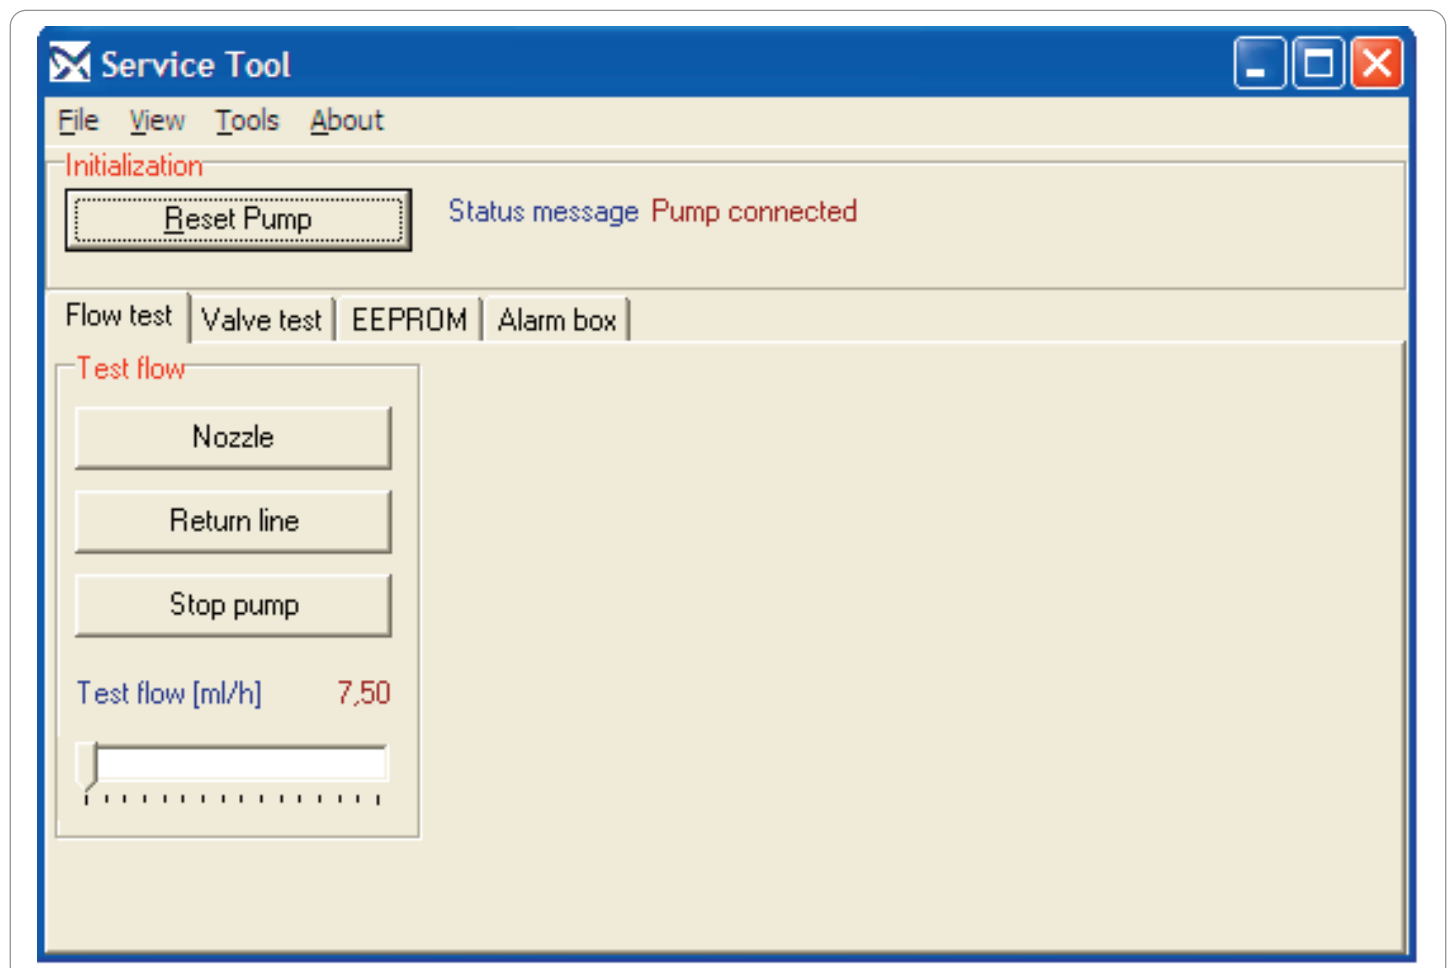 Service Tool
File View Tools About
Initialization
Reset Pump
Status message Pump connected
Flow test Valve test EEPROM Alarm box
Test flow
Nozzle
Return line
Stop pump
Test flow [ml/h] 7,50